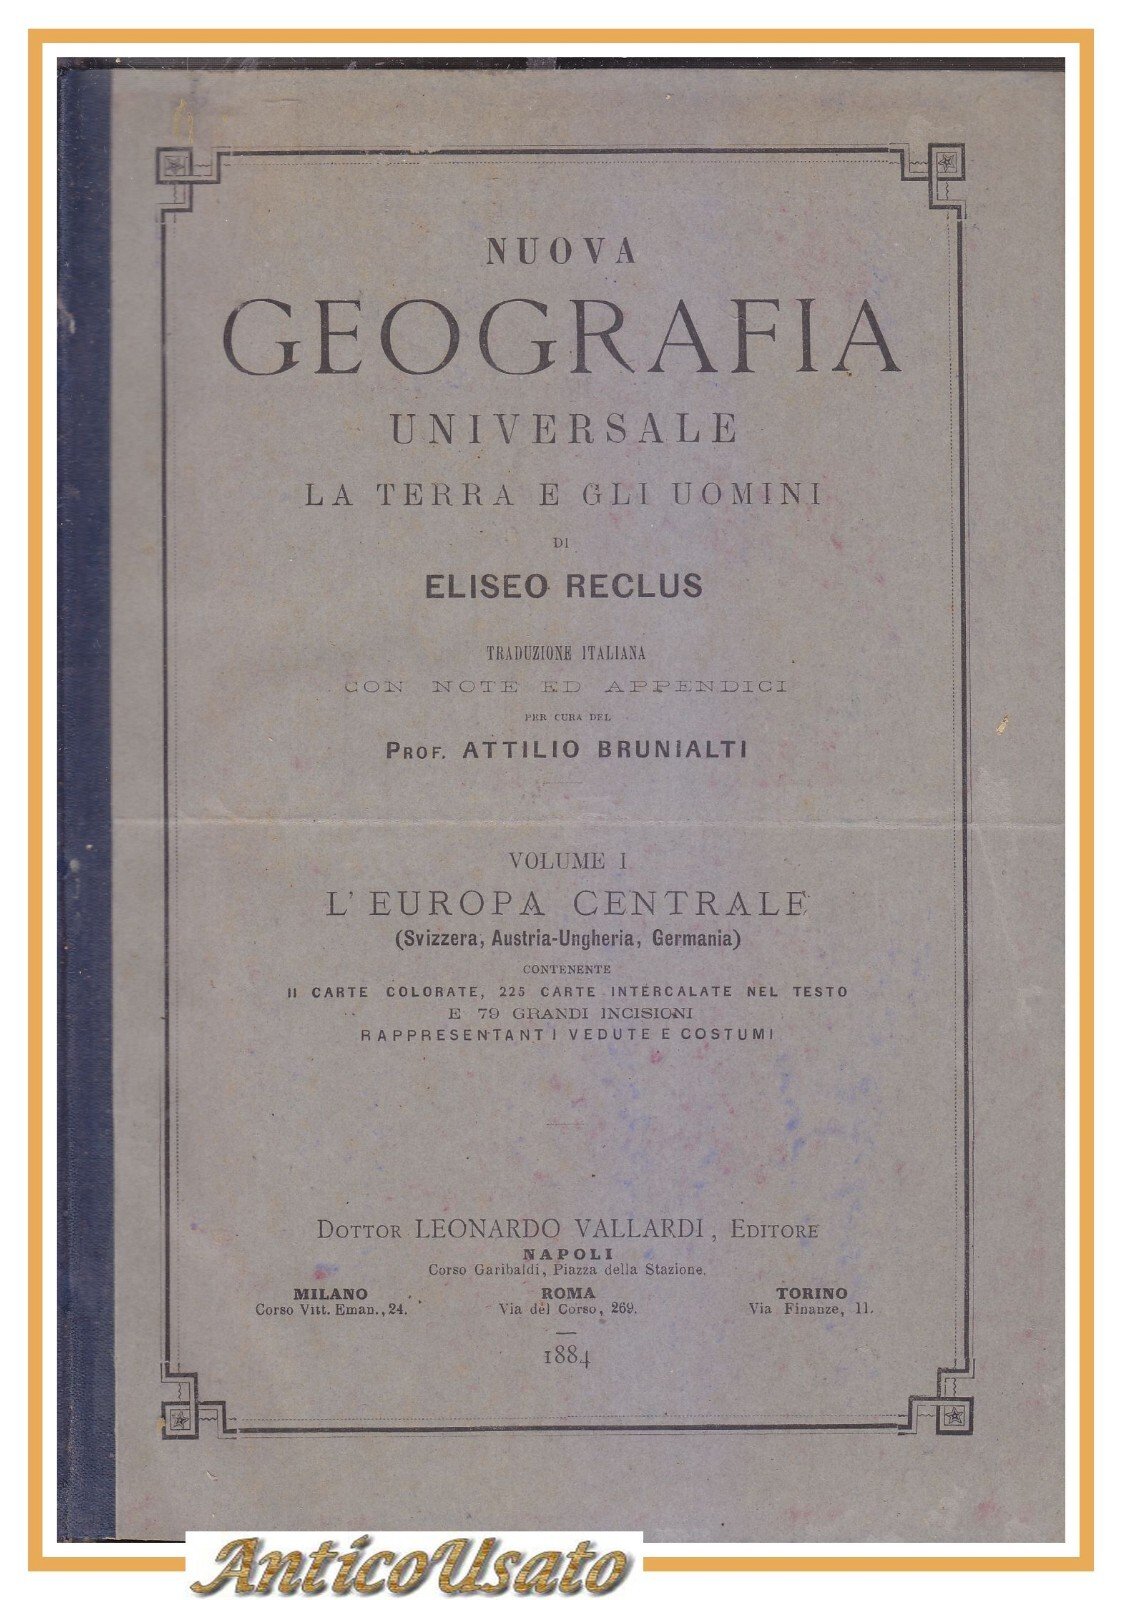 NUOVA
GEOGRAFIA
UNIVERSALE
LA TERRA E GLI UOMINI
DI
ELISEO RECLUS
TRADUZIONE ITALIANA
CON NOTE ED APPENDICI
PER CURA DEL
PROF. ATTILIO BRUNIALTI
VOLUME I
L'EUROPA CENTRALE
(Svizzera, Austria-Ungheria, Germania)
CONTENENTE
11 CARTE COLORATE, 225 CARTE INTERCALATE NEL TESTO
E 79 GRANDI INCISIONI
RAPPRESENTANTI VEDUTE E COSTUMI
DOTTOR LEONARDO VALLARDI, EDITORE
NAPOLI
Corso Garibaldi, Piazza della Stazione.
MILANO ROMA TORINO
Corso Vitt. Eman., 24. Via del Corso, 269. Via Finanze, 11.
1884
AnticoUsato